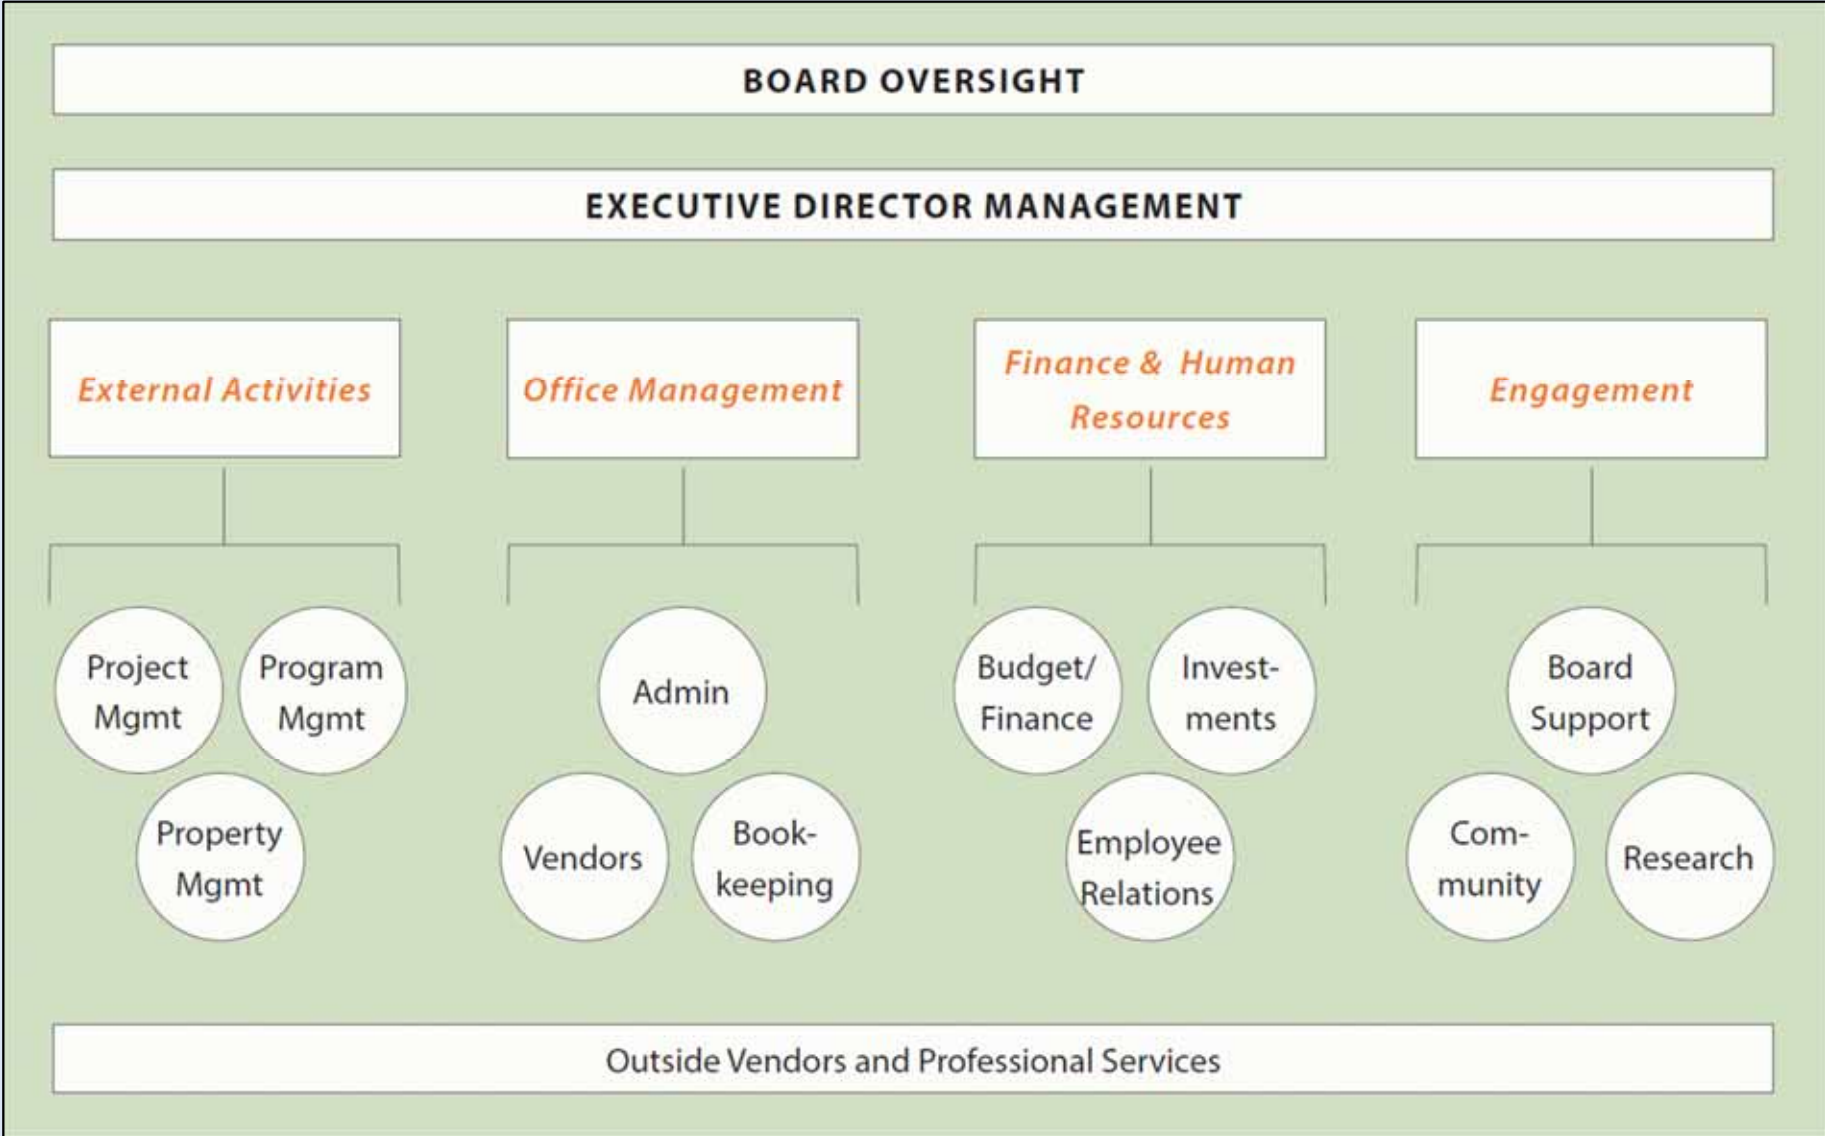 BOARD OVERSIGHT
EXECUTIVE DIRECTOR MANAGEMENT
External Activities
Office Management
Finance & Human
Resources
Engagement
Project
Mgmt
Program
Mgmt
Property
Mgmt
Admin
Vendors
Book-
keeping
Budget/
Finance
Invest-
ments
Employee
Relations
Board
Support
Com-
munity
Research
Outside Vendors and Professional Services